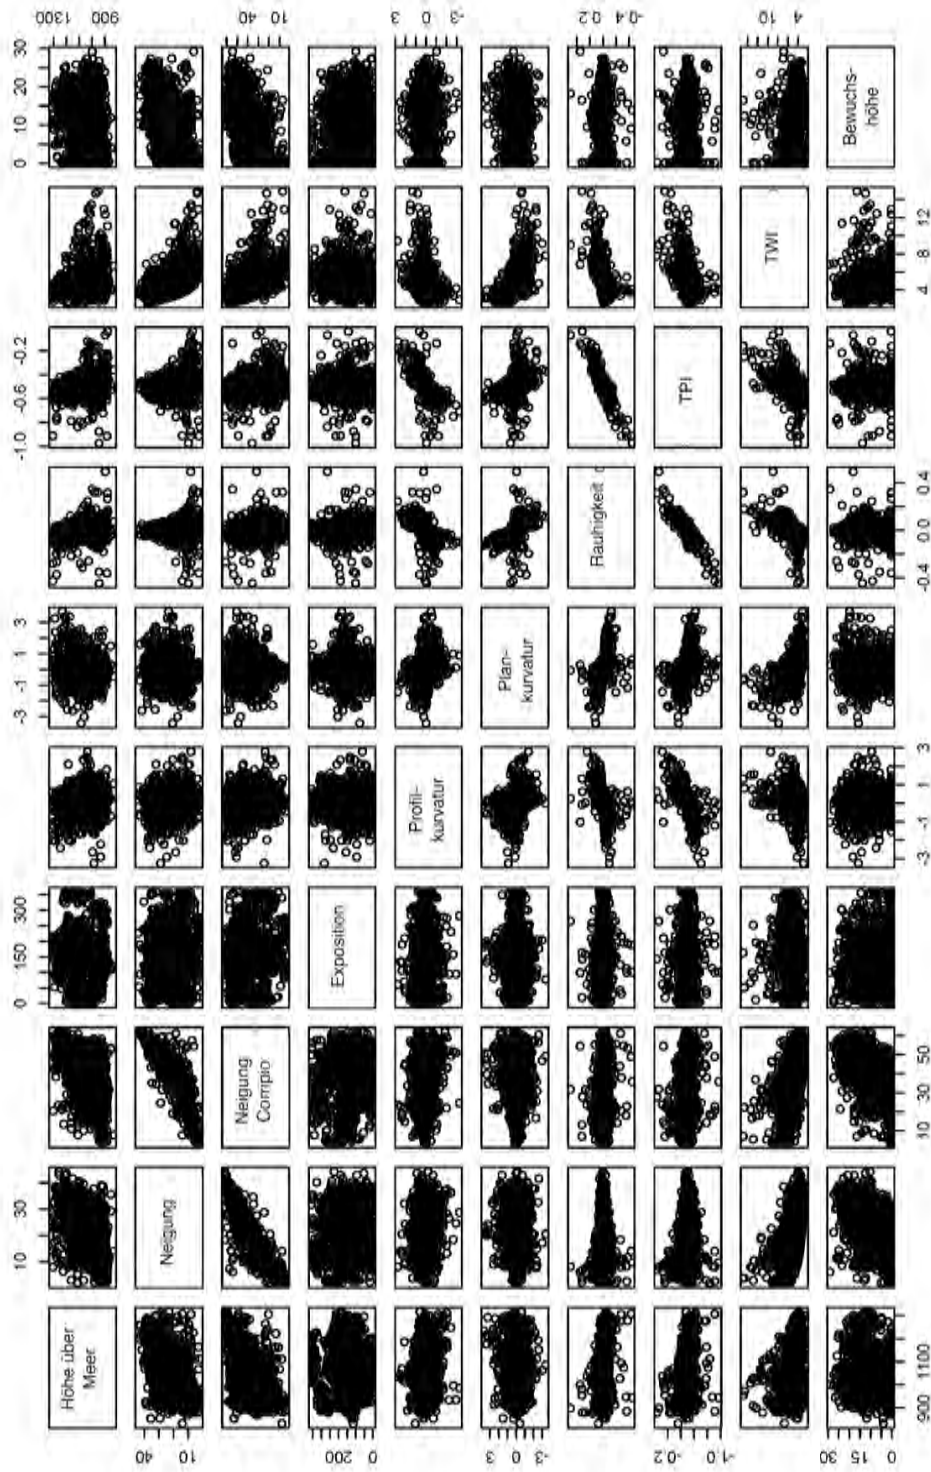 10 30
0 150 300
-3 -1 1 3
-1.0 -0.6 -0.2
0 10 20 30
Höhe über
Meer
900 1300
Neigung
10 40
Neigung
Corripio
10 40
Exposition
0 200
Profil-
kurvatur
-3 0 3
Plan-
kurvatur
-3 0 3
Rauhigkeit
-0.4 0.2
TPI
-1.0 -0.2
TWI
4 10
Bewuchs-
höhe
0 15 30
900 1100
10 30 50
-3 -1 1 3
-0.4 0.0 0.4
4 8 12